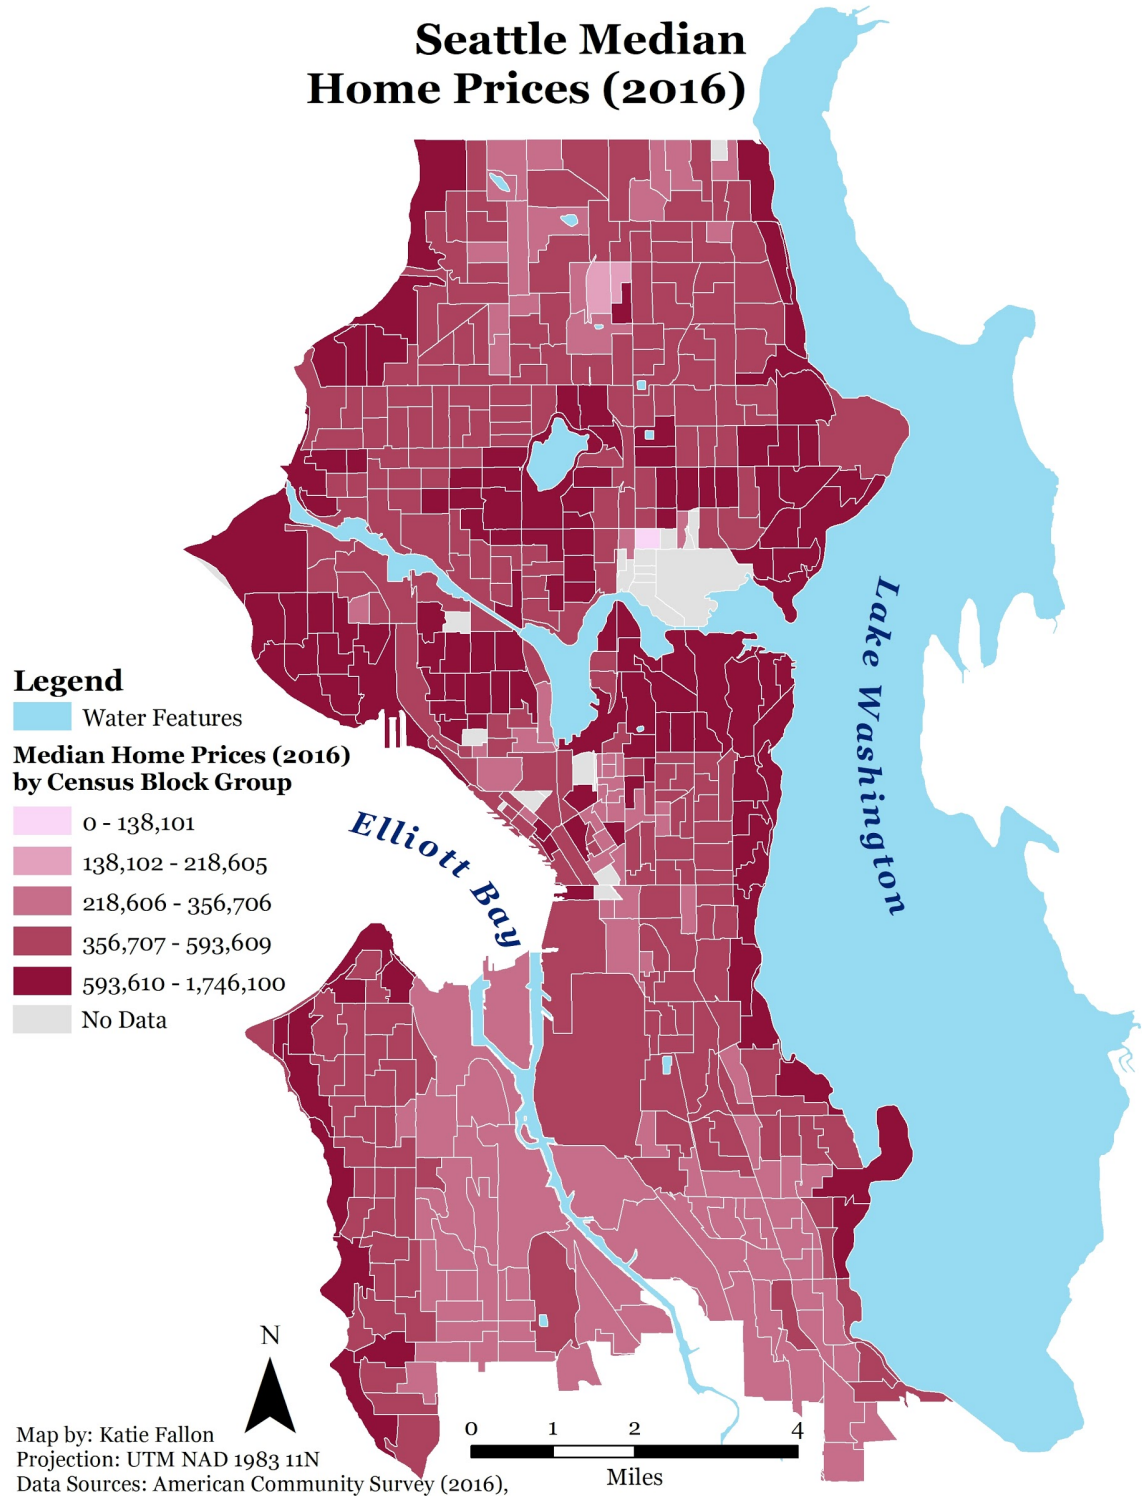 Seattle Median
Home Prices (2016)
Lake Washington
Elliott Bay
Legend
Water Features
Median Home Prices (2016)
by Census Block Group
0 - 138,101
138,102 - 218,605
218,606 - 356,706
356,707 - 593,609
593,610 - 1,746,100
No Data
N
0 1 2 4
Miles
Map by: Katie Fallon
Projection: UTM NAD 1983 11N
Data Sources: American Community Survey (2016),